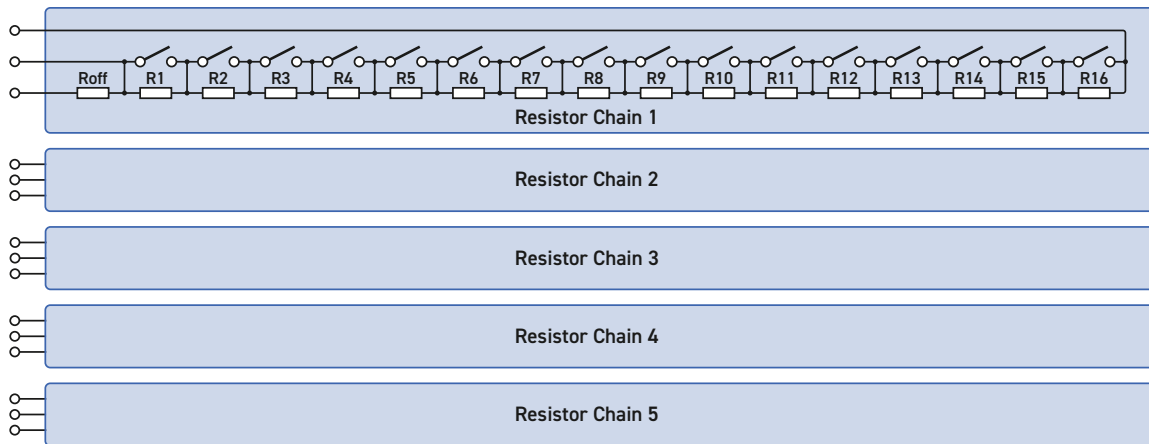 Roff R1 R2 R3 R4 R5 R6 R7 R8 R9 R10 R11 R12 R13 R14 R15 R16
Resistor Chain 1
Resistor Chain 2
Resistor Chain 3
Resistor Chain 4
Resistor Chain 5